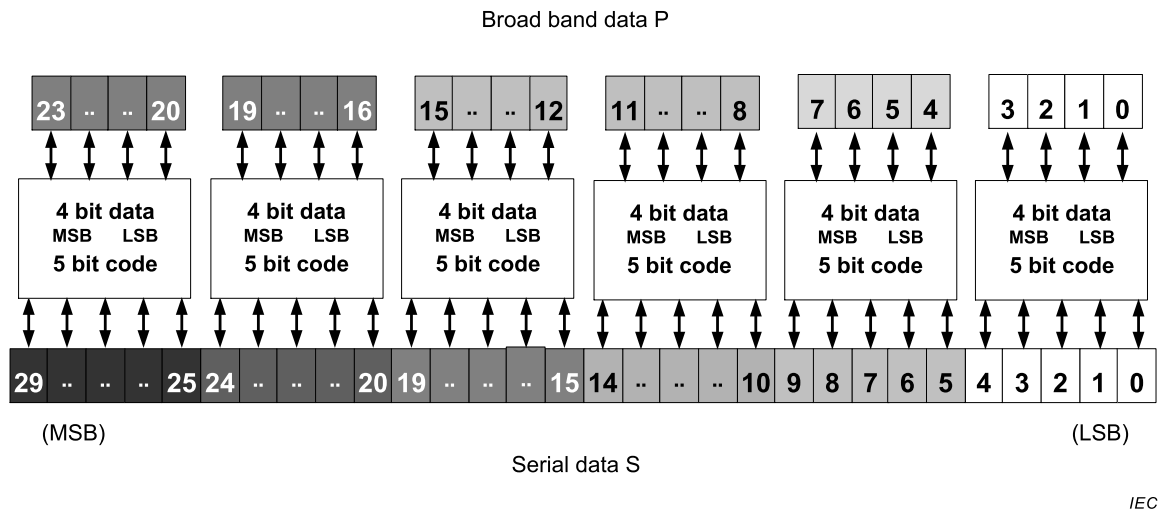 Broad band data P
23 .. .. 20 19 .. .. 16 15 .. .. 12 11 .. .. 8 7 6 5 4 3 2 1 0
4 bit data 4 bit data 4 bit data 4 bit data 4 bit data 4 bit data
MSB LSB MSB LSB MSB LSB MSB LSB MSB LSB MSB LSB
5 bit code 5 bit code 5 bit code 5 bit code 5 bit code 5 bit code
29 .. .. .. 25 24 .. .. .. 20 19 .. .. .. 15 14 .. .. .. 10 9 8 7 6 5 4 3 2 1 0
(MSB) (LSB)
Serial data S
IEC